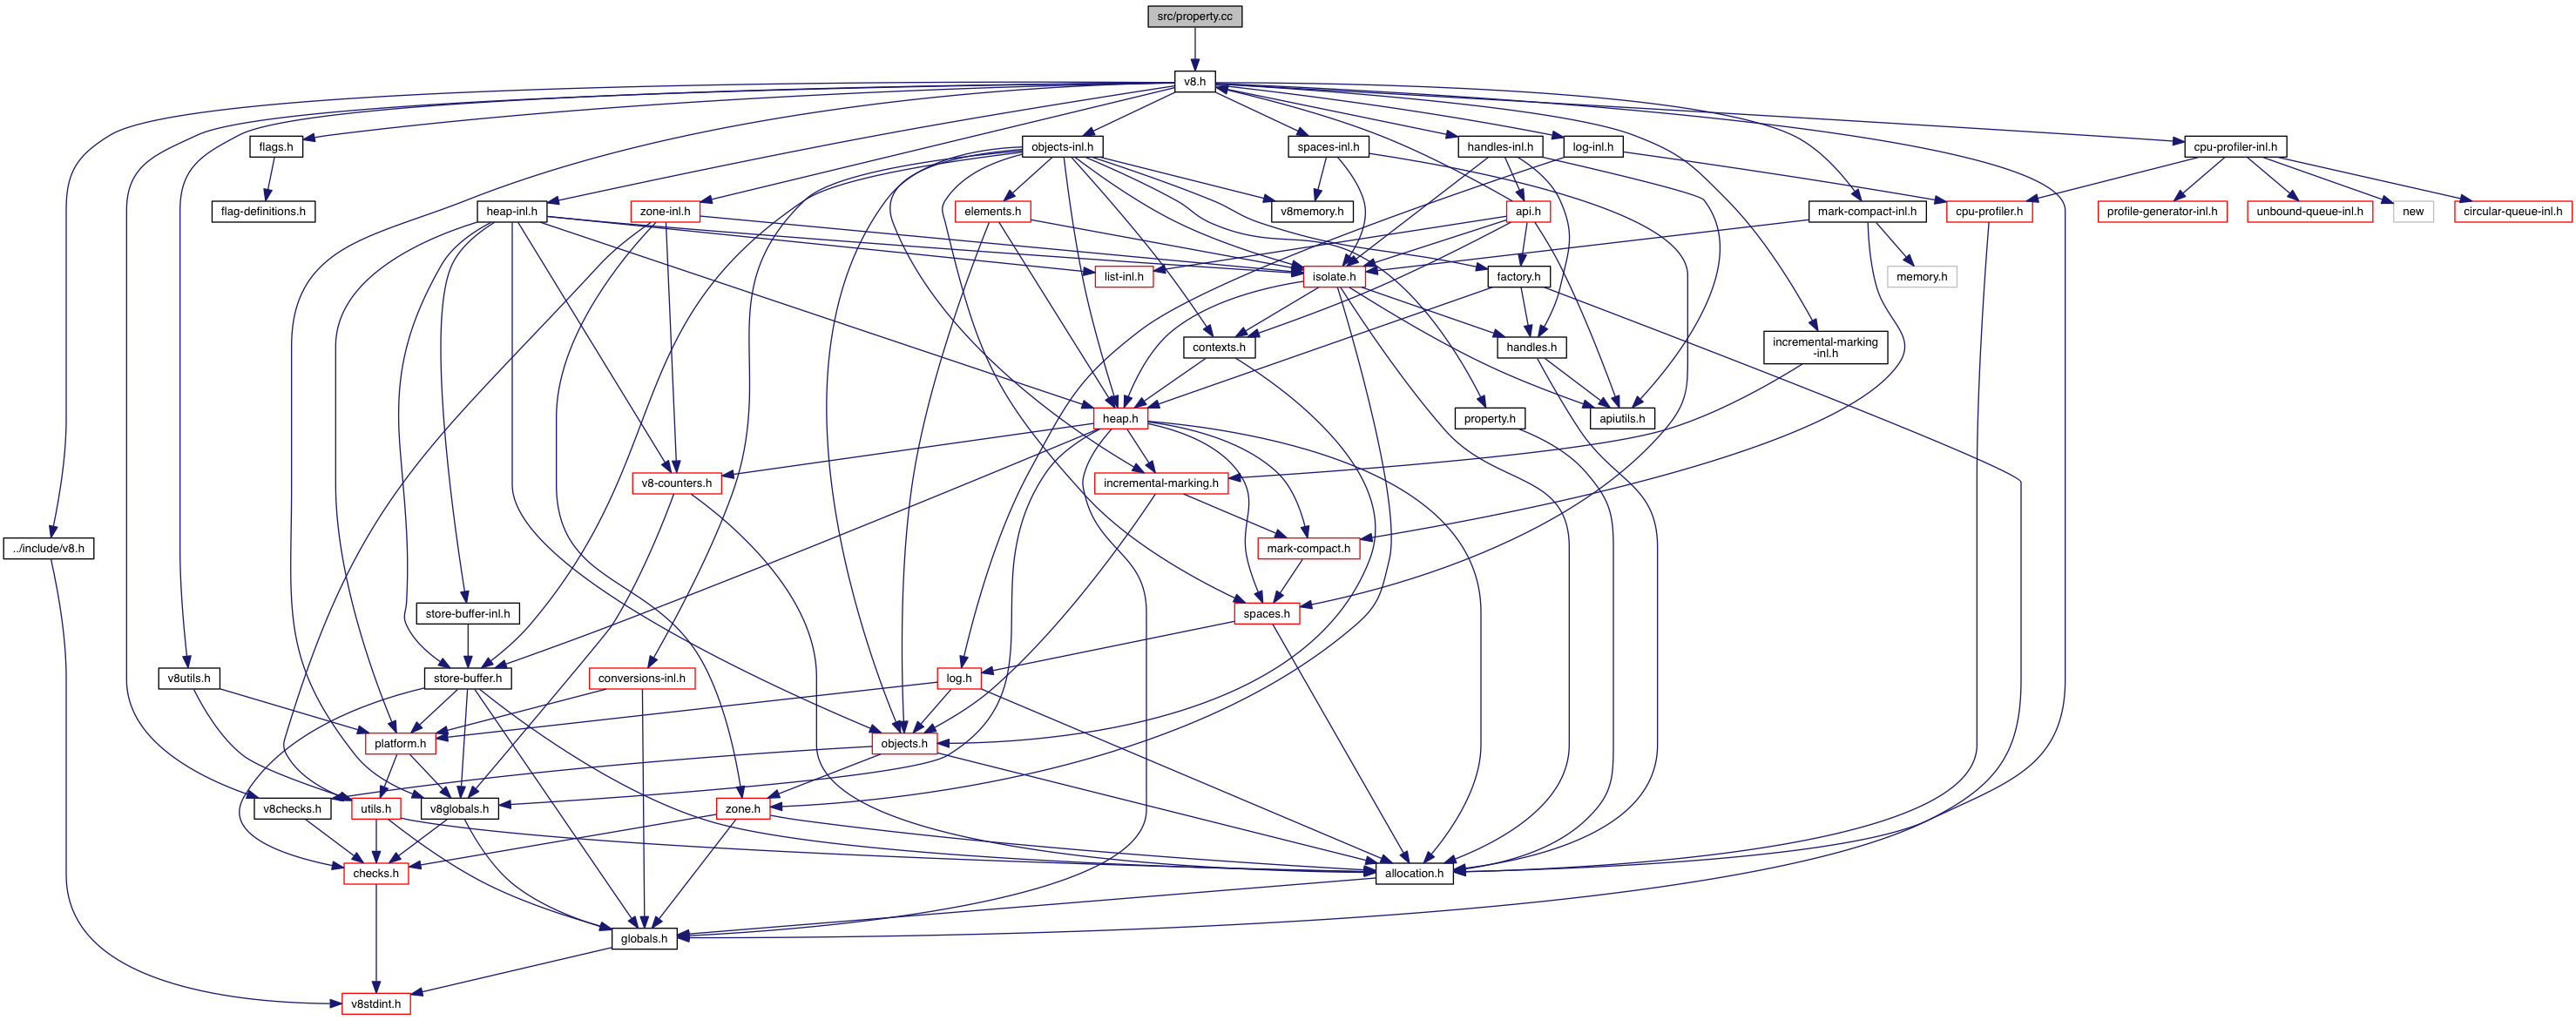 src/property.cc
v8.h
flags.h
objects-inl.h
spaces-inl.h
handles-inl.h
log-inl.h
cpu-profiler-inl.h
flag-definitions.h
heap-inl.h
zone-inl.h
elements.h
v8memory.h
api.h
mark-compact-inl.h
cpu-profiler.h
profile-generator-inl.h
unbound-queue-inl.h
new
circular-queue-inl.h
list-inl.h
isolate.h
factory.h
memory.h
contexts.h
handles.h
incremental-marking
-inl.h
heap.h
property.h
apiutils.h
v8-counters.h
incremental-marking.h
../include/v8.h
mark-compact.h
store-buffer-inl.h
spaces.h
v8utils.h
store-buffer.h
conversions-inl.h
log.h
platform.h
objects.h
v8checks.h
utils.h
v8globals.h
zone.h
checks.h
allocation.h
globals.h
v8stdint.h